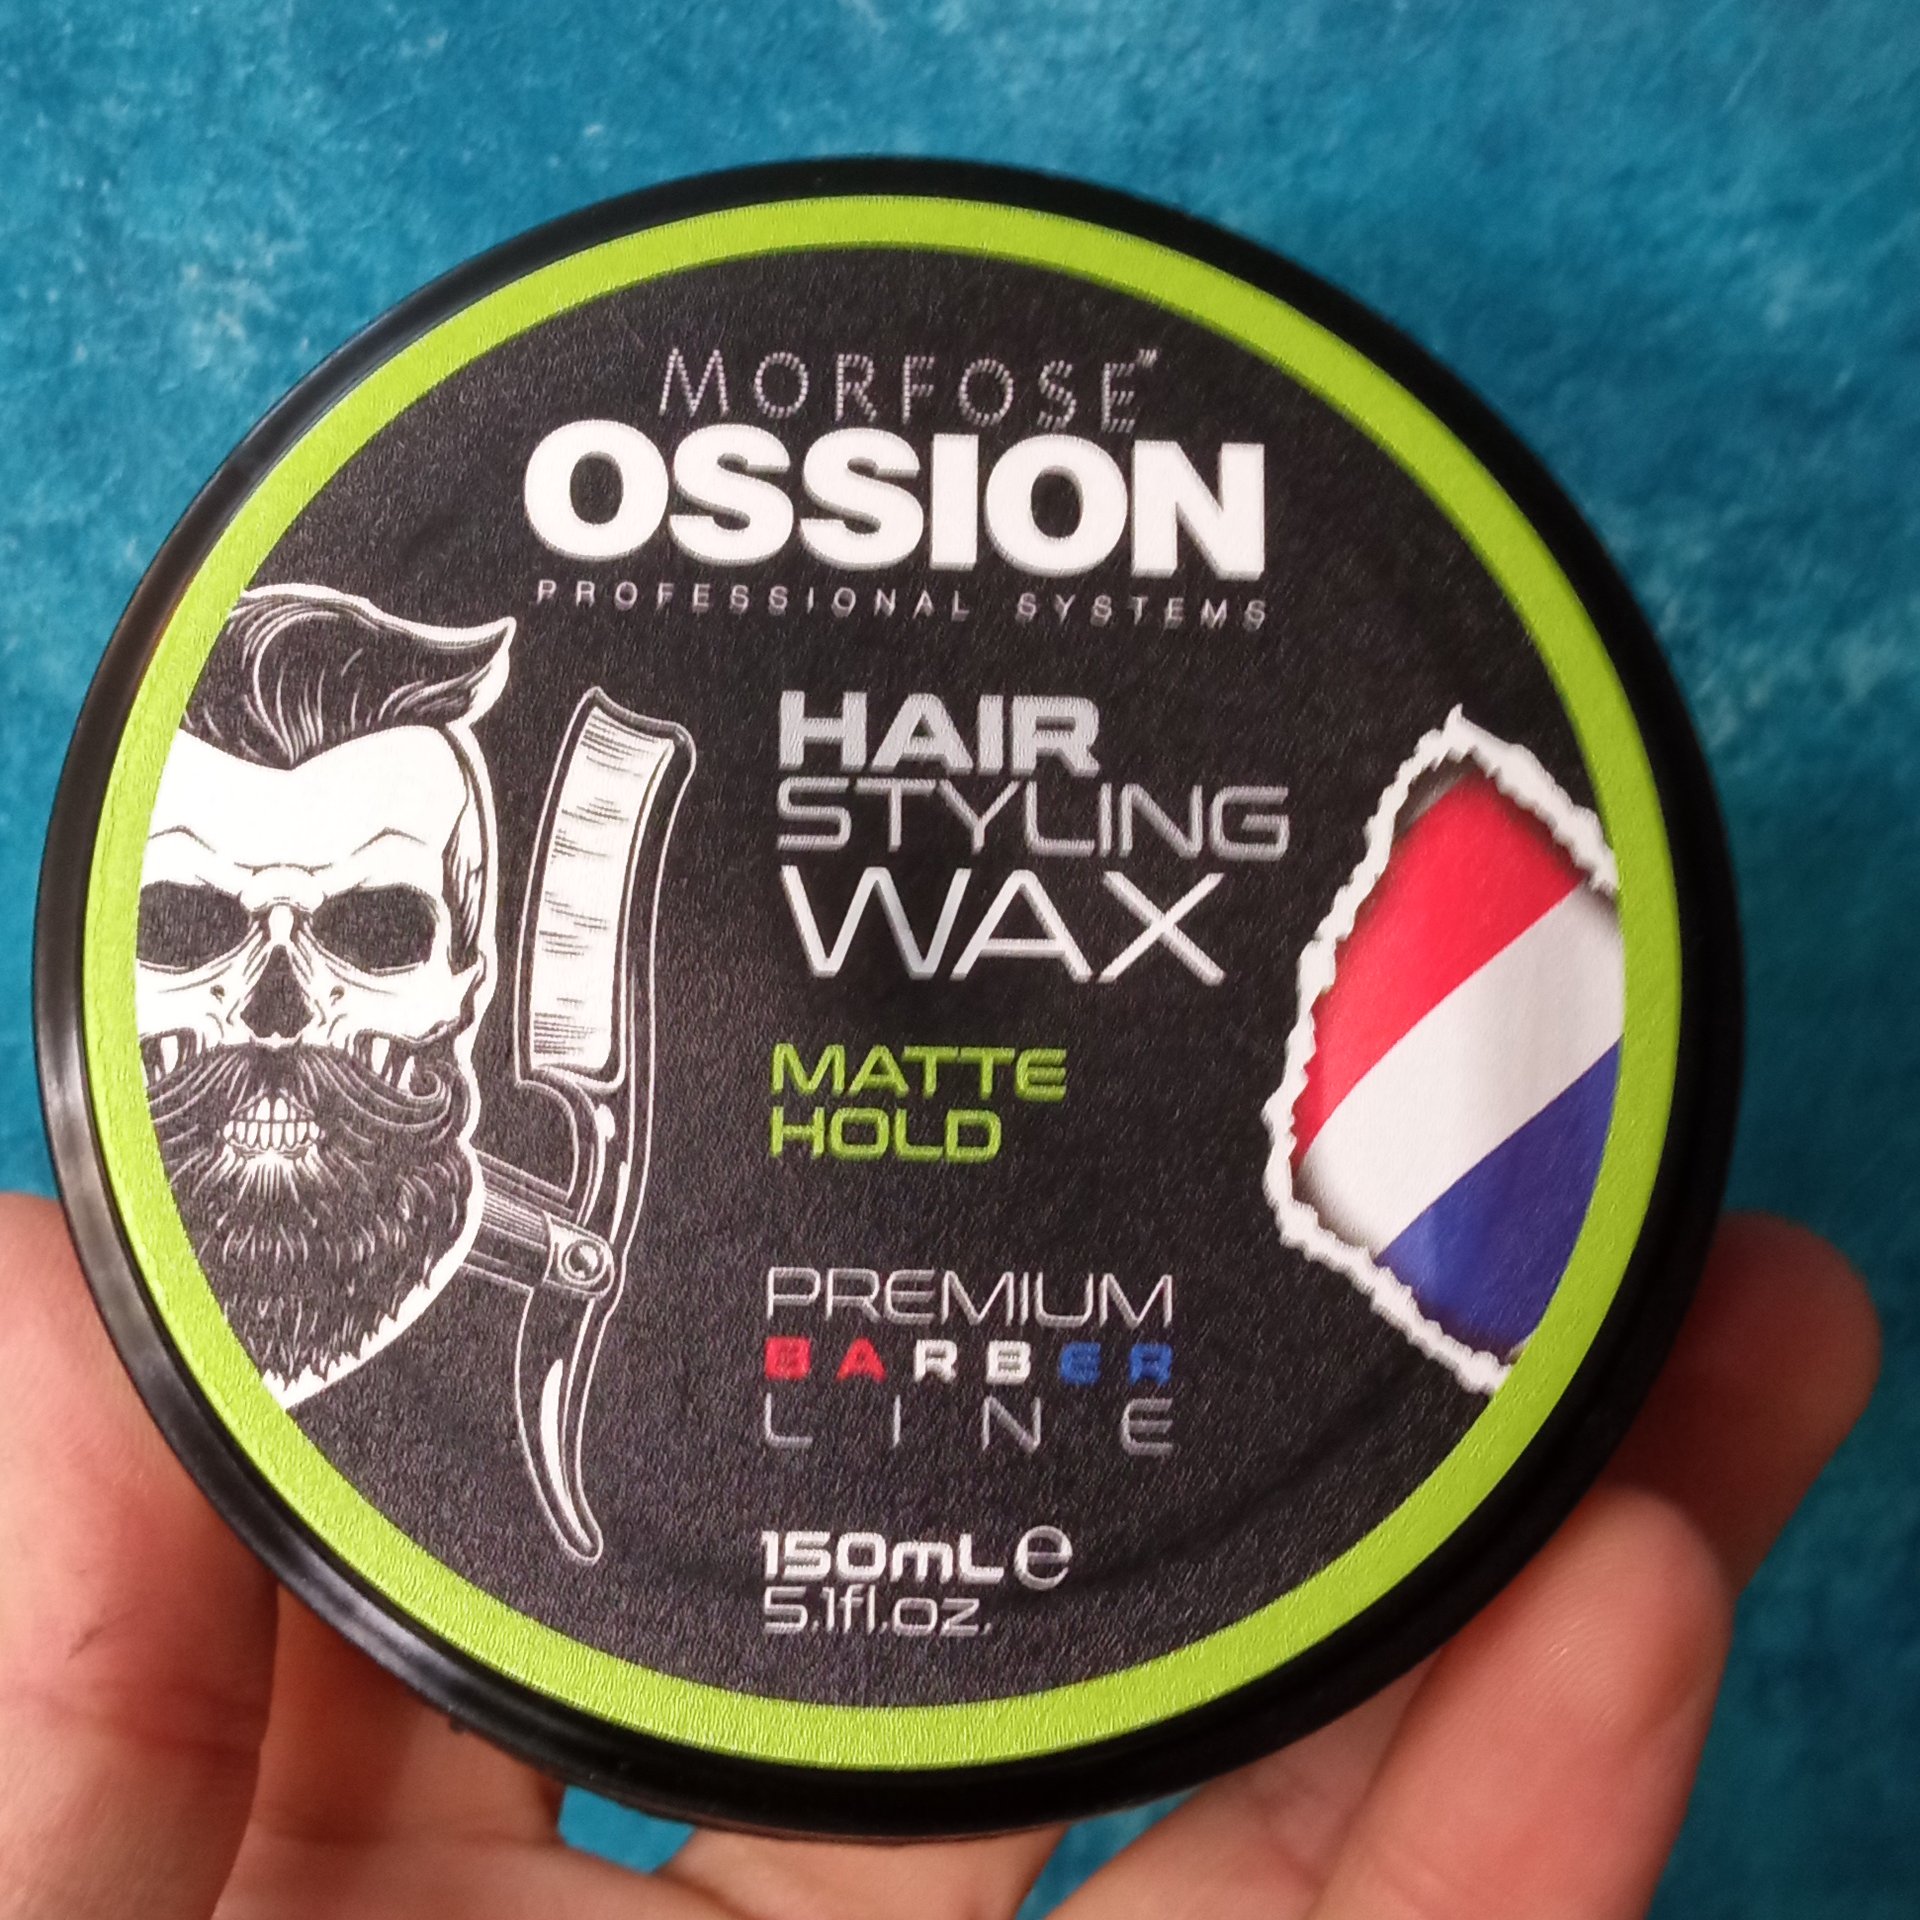 MORFOSE™
OSSION
PROFESSIONAL SYSTEMS
HAIR
STYLING
WAX
MATTE
HOLD
PREMIUM
BARBER
LINE
150mL℮
5.1fl.oz.